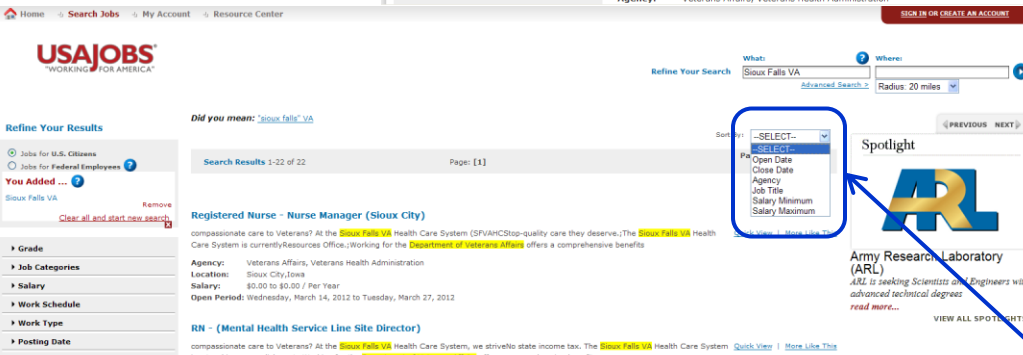 Agency: Veterans Affairs, Veterans Health Administration
Home Search Jobs My Account Resource Center
SIGN IN OR CREATE AN ACCOUNT
USAJOBS
"WORKING FOR AMERICA"
What: ? Where:
Refine Your Search Sioux Falls VA
Advanced Search > Radius: 20 miles
Did you mean: "sioux falls" VA
Refine Your Results
Jobs for U.S. Citizens
Jobs for Federal Employees ?
You Added ... ?
Sioux Falls VA
Remove
Clear all and start new search
Grade
Job Categories
Salary
Work Schedule
Work Type
Posting Date
Sort By: --SELECT--
--SELECT--
Open Date
Close Date
Agency
Job Title
Salary Minimum
Salary Maximum
Search Results 1-22 of 22 Page: [1]
Registered Nurse - Nurse Manager (Sioux City)
compassionate care to Veterans? At the Sioux Falls VA Health Care System (SFVAHCStop-quality care they deserve.;The Sioux Falls VA Health Quick View | More Like This
Care System is currentlyResources Office.;Working for the Department of Veterans Affairs offers a comprehensive benefits
Agency: Veterans Affairs, Veterans Health Administration
Location: Sioux City,Iowa
Salary: $0.00 to $0.00 / Per Year
Open Period: Wednesday, March 14, 2012 to Tuesday, March 27, 2012
RN - (Mental Health Service Line Site Director)
compassionate care to Veterans? At the Sioux Falls VA Health Care System, we striveNo state income tax. The Sioux Falls VA Health Care System Quick View | More Like This
PREVIOUS NEXT
Spotlight
ARL
Army Research Laboratory
(ARL)
ARL is seeking Scientists and Engineers with
advanced technical degrees
read more...
VIEW ALL SPOTLIGHTS